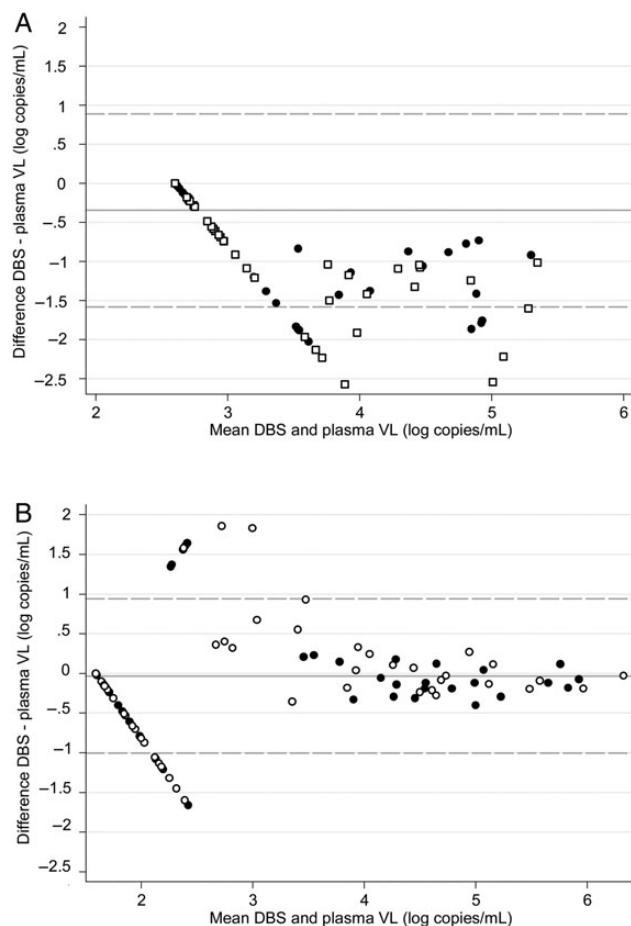 A
2
1.5
1
.5
0
–.5
–1
–1.5
–2
–2.5
Difference DBS - plasma VL (log copies/mL)
2 3 4 5 6
Mean DBS and plasma VL (log copies/mL)
B
2
1.5
1
.5
0
–.5
–1
–1.5
–2
–2.5
Difference DBS - plasma VL (log copies/mL)
2 3 4 5 6
Mean DBS and plasma VL (log copies/mL)